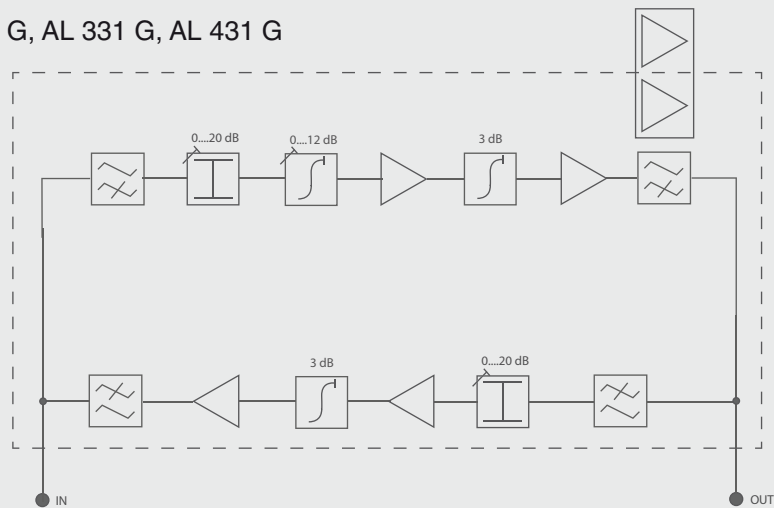 G, AL 331 G, AL 431 G
0....20 dB
0....12 dB
3 dB
3 dB
0....20 dB
IN
OUT